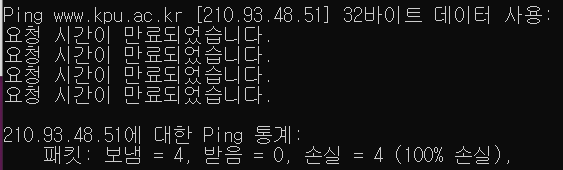 Ping www.kpu.ac.kr [210.93.48.51] 32바이트 데이터 사용:
요청 시간이 만료되었습니다.
요청 시간이 만료되었습니다.
요청 시간이 만료되었습니다.
요청 시간이 만료되었습니다.
210.93.48.51에 대한 Ping 통계:
패킷: 보냄 = 4, 받음 = 0, 손실 = 4 (100% 손실),